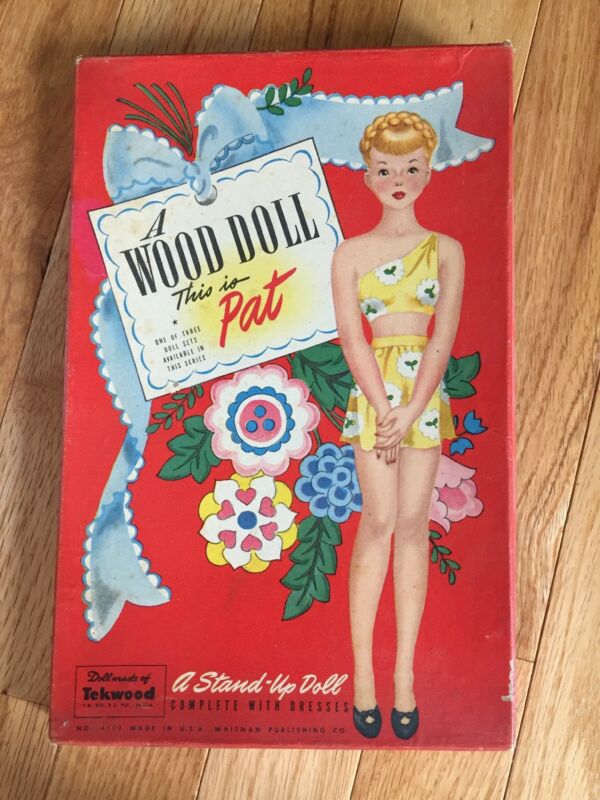 A
WOOD DOLL
This is
Pat
ONE OF THREE
DOLL SETS
AVAILABLE IN
THIS SERIES
Doll made of
Tekwood
A Stand-Up Doll
COMPLETE WITH DRESSES
MADE IN U.S.A. WHITMAN PUBLISHING CO.